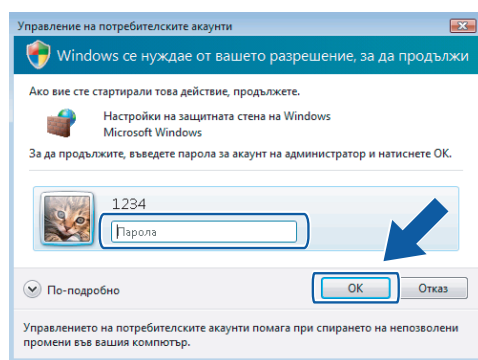 Управление на потребителските акаунти
Windows се нуждае от вашето разрешение, за да продължи
Ако вие сте стартирали това действие, продължете.
Настройки на защитната стена на Windows
Microsoft Windows
За да продължите, въведете парола за акаунт на администратор и натиснете OK.
1234
Парола
По-подробно
OK
Отказ
Управлението на потребителските акаунти помага при спирането на непозволени
промени във вашия компютър.